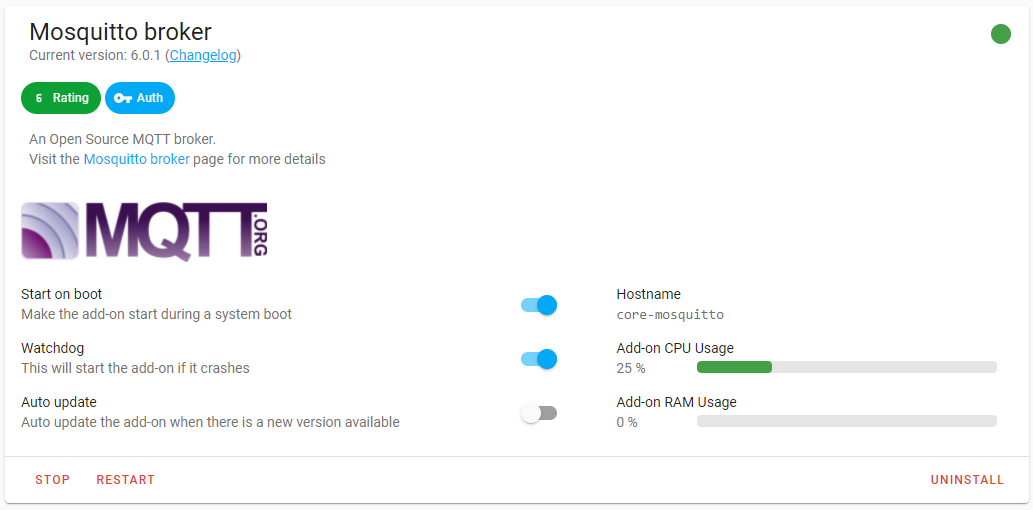 Mosquitto broker
Current version: 6.0.1 (Changelog)
6 Rating
Auth
An Open Source MQTT broker.
Visit the Mosquitto broker page for more details
MQTT.ORG
Start on boot
Make the add-on start during a system boot
Hostname
core-mosquitto
Watchdog
This will start the add-on if it crashes
Add-on CPU Usage
25 %
Auto update
Auto update the add-on when there is a new version available
Add-on RAM Usage
0 %
STOP
RESTART
UNINSTALL